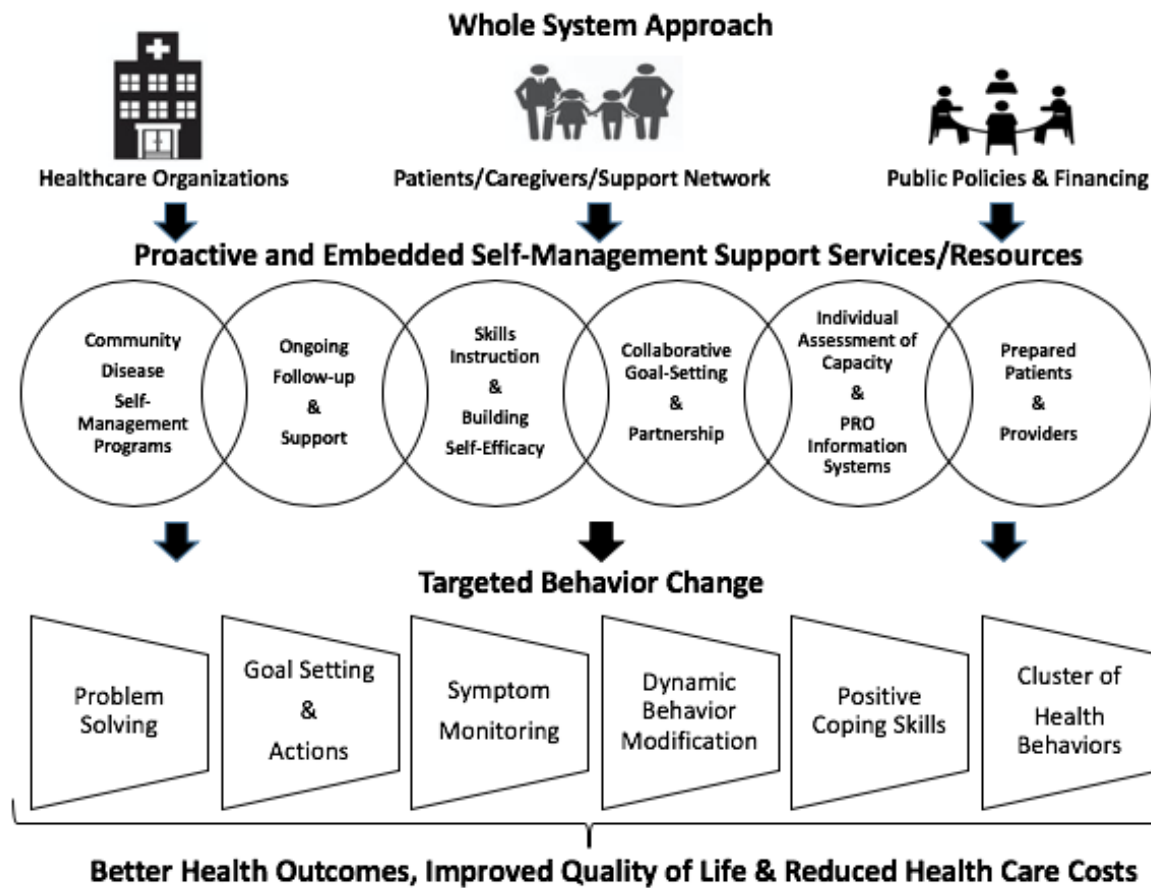 Whole System Approach
Healthcare Organizations
Patients/Caregivers/Support Network
Public Policies & Financing
Proactive and Embedded Self-Management Support Services/Resources
Community
Disease
Self-
Management
Programs
Ongoing
Follow-up
&
Support
Skills
Instruction
&
Building
Self-Efficacy
Collaborative
Goal-Setting
&
Partnership
Individual
Assessment of
Capacity
&
PRO
Information
Systems
Prepared
Patients
&
Providers
Targeted Behavior Change
Problem
Solving
Goal Setting
&
Actions
Symptom
Monitoring
Dynamic
Behavior
Modification
Positive
Coping Skills
Cluster of
Health
Behaviors
Better Health Outcomes, Improved Quality of Life & Reduced Health Care Costs